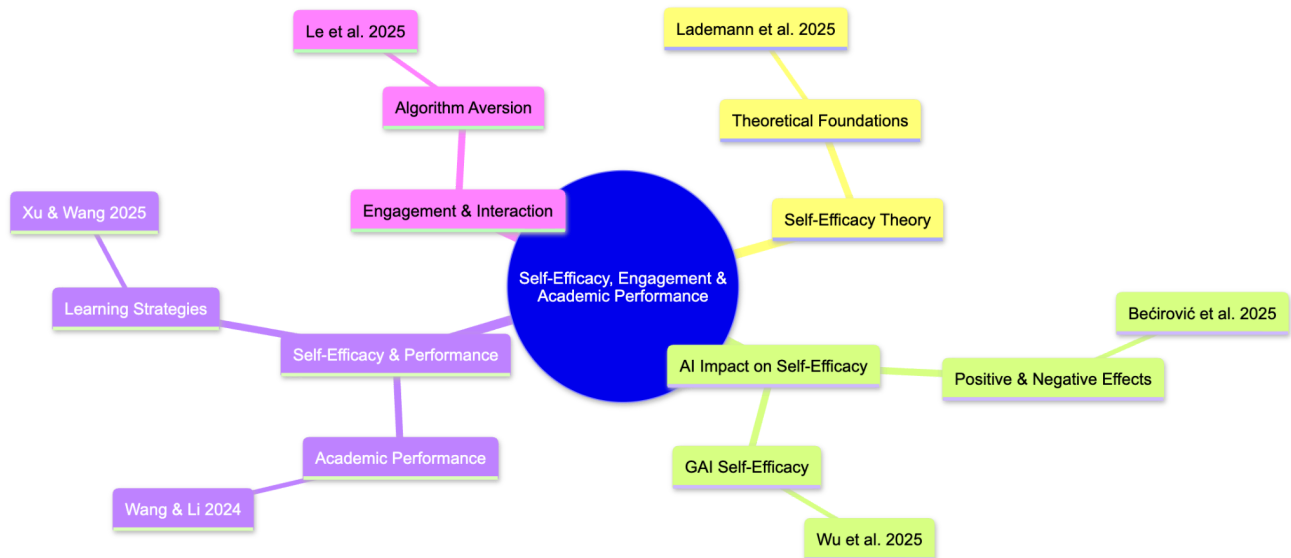 Le et al. 2025
Lademann et al. 2025
Algorithm Aversion
Theoretical Foundations
Xu & Wang 2025
Engagement & Interaction
Self-Efficacy Theory
Self-Efficacy, Engagement &
Academic Performance
Learning Strategies
Bećirović et al. 2025
Self-Efficacy & Performance
AI Impact on Self-Efficacy
Positive & Negative Effects
Academic Performance
GAI Self-Efficacy
Wang & Li 2024
Wu et al. 2025